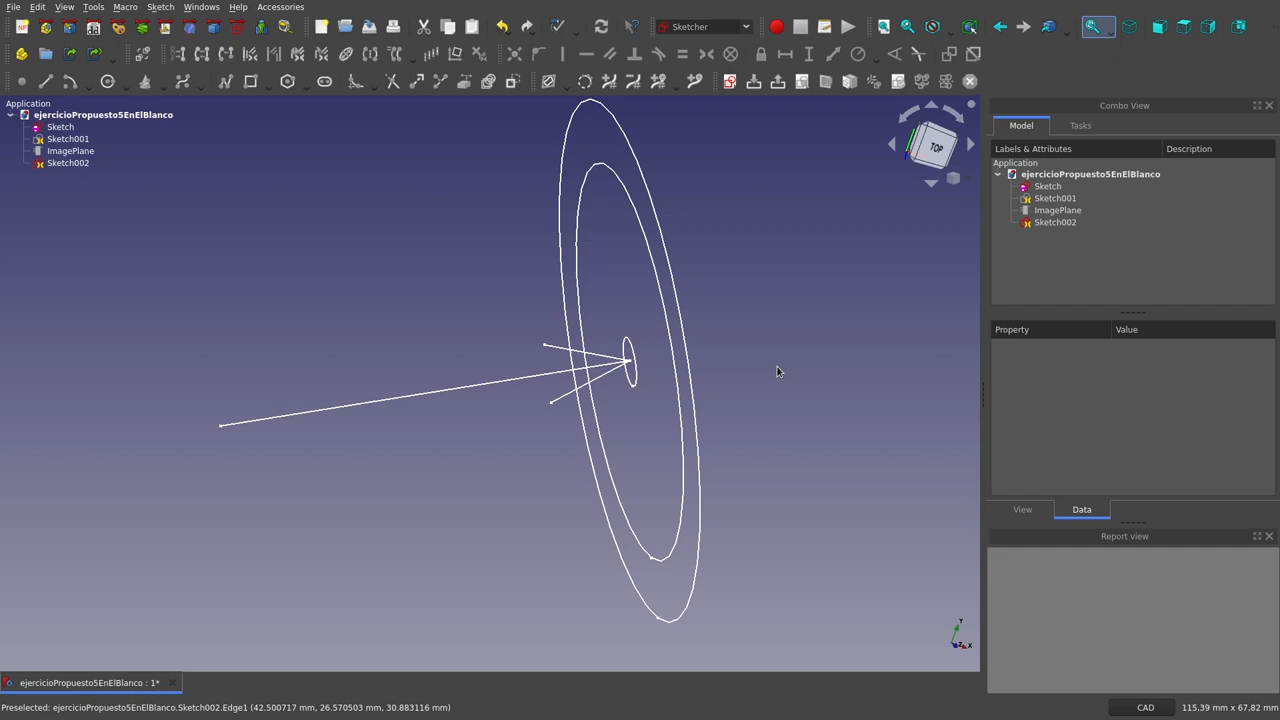 File Edit View Tools Macro Sketch Windows Help Accessories
Sketcher
Application
ejercicioPropuesto5EnElBlanco
Sketch
Sketch001
ImagePlane
Sketch002
TOP
Y
Z X
Combo View
Model Tasks
Labels & Attributes Description
Application
ejercicioPropuesto5EnElBlanco
Sketch
Sketch001
ImagePlane
Sketch002
Property Value
View Data
Report view
ejercicioPropuesto5EnElBlanco : 1*
Preselected: ejercicioPropuesto5EnElBlanco.Sketch002.Edge1 (42.500717 mm, 26.570503 mm, 30.883116 mm)
CAD
115,39 mm x 67,82 mm